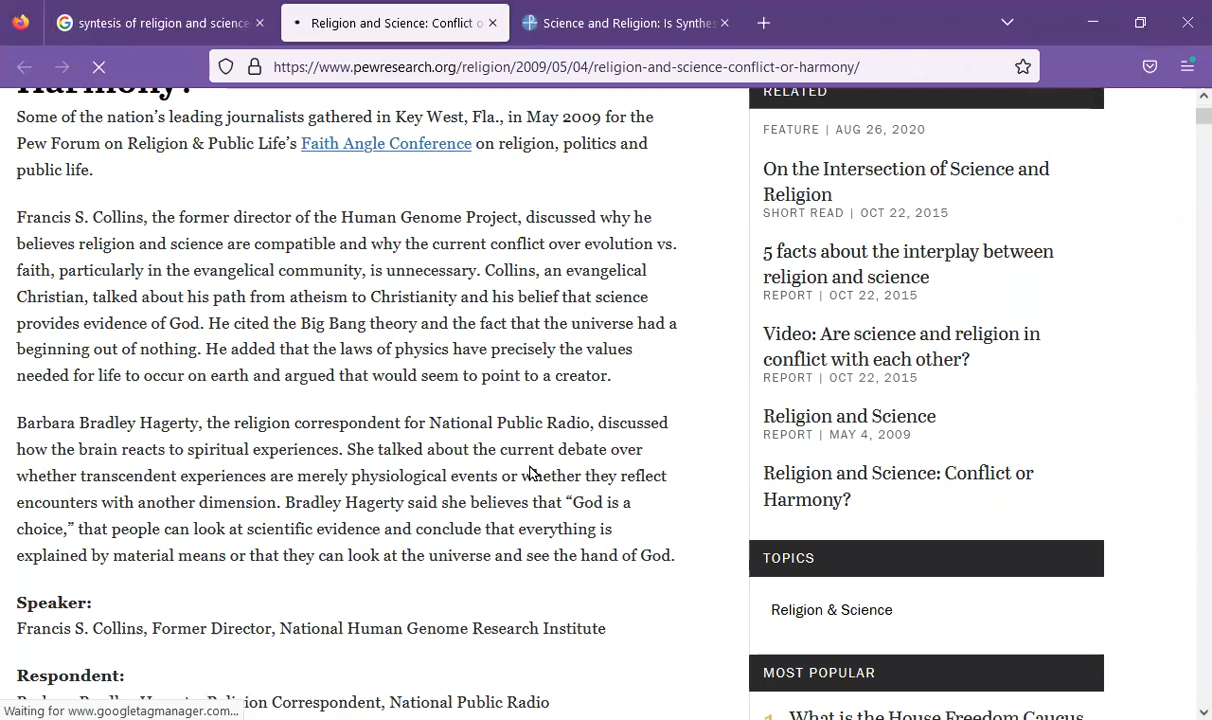 syntesis of religion and science
Religion and Science: Conflict o
Science and Religion: Is Synthes
https://www.pewresearch.org/religion/2009/05/04/religion-and-science-conflict-or-harmony/
Harmony?
Some of the nation's leading journalists gathered in Key West, Fla., in May 2009 for the
Pew Forum on Religion & Public Life's Faith Angle Conference on religion, politics and
public life.
Francis S. Collins, the former director of the Human Genome Project, discussed why he
believes religion and science are compatible and why the current conflict over evolution vs.
faith, particularly in the evangelical community, is unnecessary. Collins, an evangelical
Christian, talked about his path from atheism to Christianity and his belief that science
provides evidence of God. He cited the Big Bang theory and the fact that the universe had a
beginning out of nothing. He added that the laws of physics have precisely the values
needed for life to occur on earth and argued that would seem to point to a creator.
Barbara Bradley Hagerty, the religion correspondent for National Public Radio, discussed
how the brain reacts to spiritual experiences. She talked about the current debate over
whether transcendent experiences are merely physiological events or whether they reflect
encounters with another dimension. Bradley Hagerty said she believes that “God is a
choice,” that people can look at scientific evidence and conclude that everything is
explained by material means or that they can look at the universe and see the hand of God.
Speaker:
Francis S. Collins, Former Director, National Human Genome Research Institute
Respondent:
Barbara Bradley Hagerty, Religion Correspondent, National Public Radio
Waiting for www.googletagmanager.com...
RELATED
FEATURE | AUG 26, 2020
On the Intersection of Science and
Religion
SHORT READ | OCT 22, 2015
5 facts about the interplay between
religion and science
REPORT | OCT 22, 2015
Video: Are science and religion in
conflict with each other?
REPORT | OCT 22, 2015
Religion and Science
REPORT | MAY 4, 2009
Religion and Science: Conflict or
Harmony?
TOPICS
Religion & Science
MOST POPULAR
1 What is the House Freedom Caucus